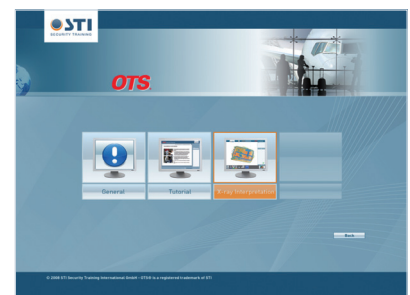 STI
SECURITY TRAINING
OTS
General
Tutorial
X-ray Interpretation
Back
© 2008 STI Security Training International GmbH - OTS® is a registered trademark of STI